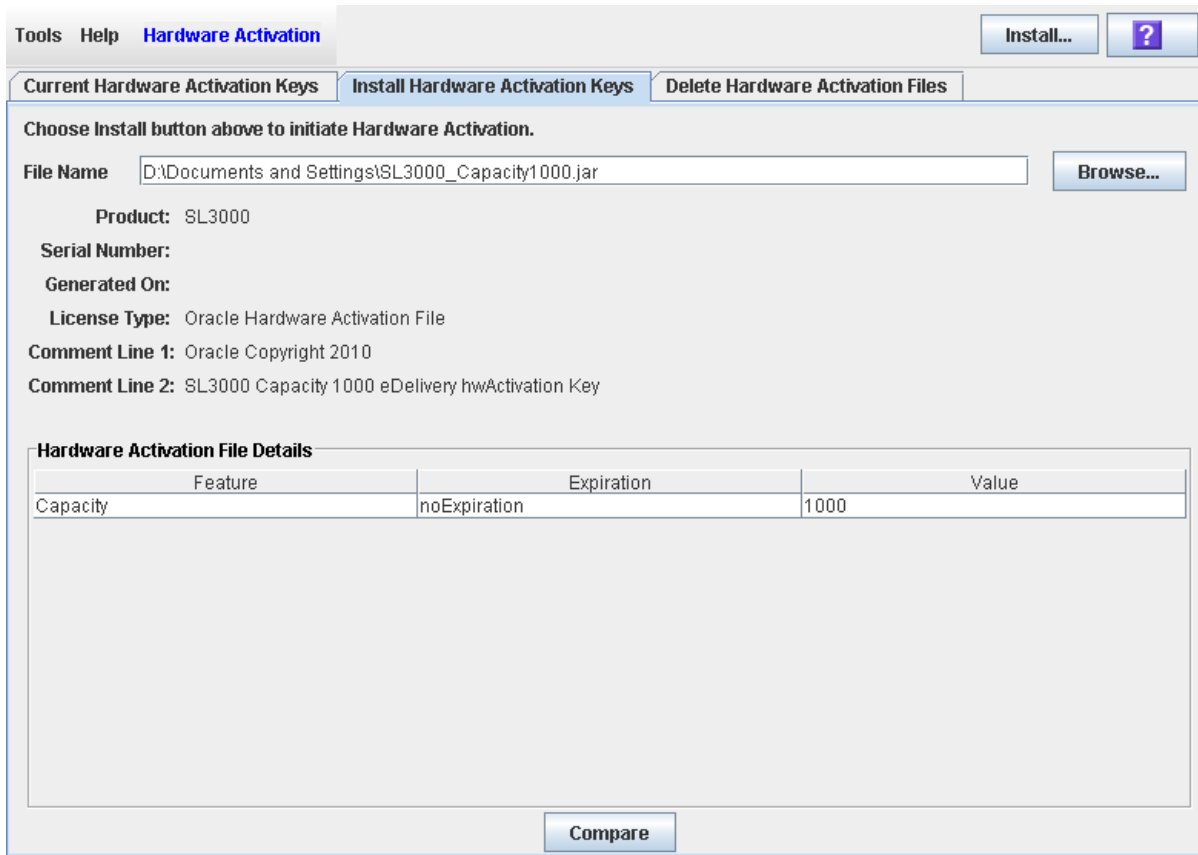 Tools Help Hardware Activation Install... ?
Current Hardware Activation Keys Install Hardware Activation Keys Delete Hardware Activation Files
Choose Install button above to initiate Hardware Activation.
File Name D:\Documents and Settings\SL3000_Capacity1000.jar Browse...
Product: SL3000
Serial Number:
Generated On:
License Type: Oracle Hardware Activation File
Comment Line 1: Oracle Copyright 2010
Comment Line 2: SL3000 Capacity 1000 eDelivery hwActivation Key
Hardware Activation File Details
Feature Expiration Value
Capacity noExpiration 1000
Compare